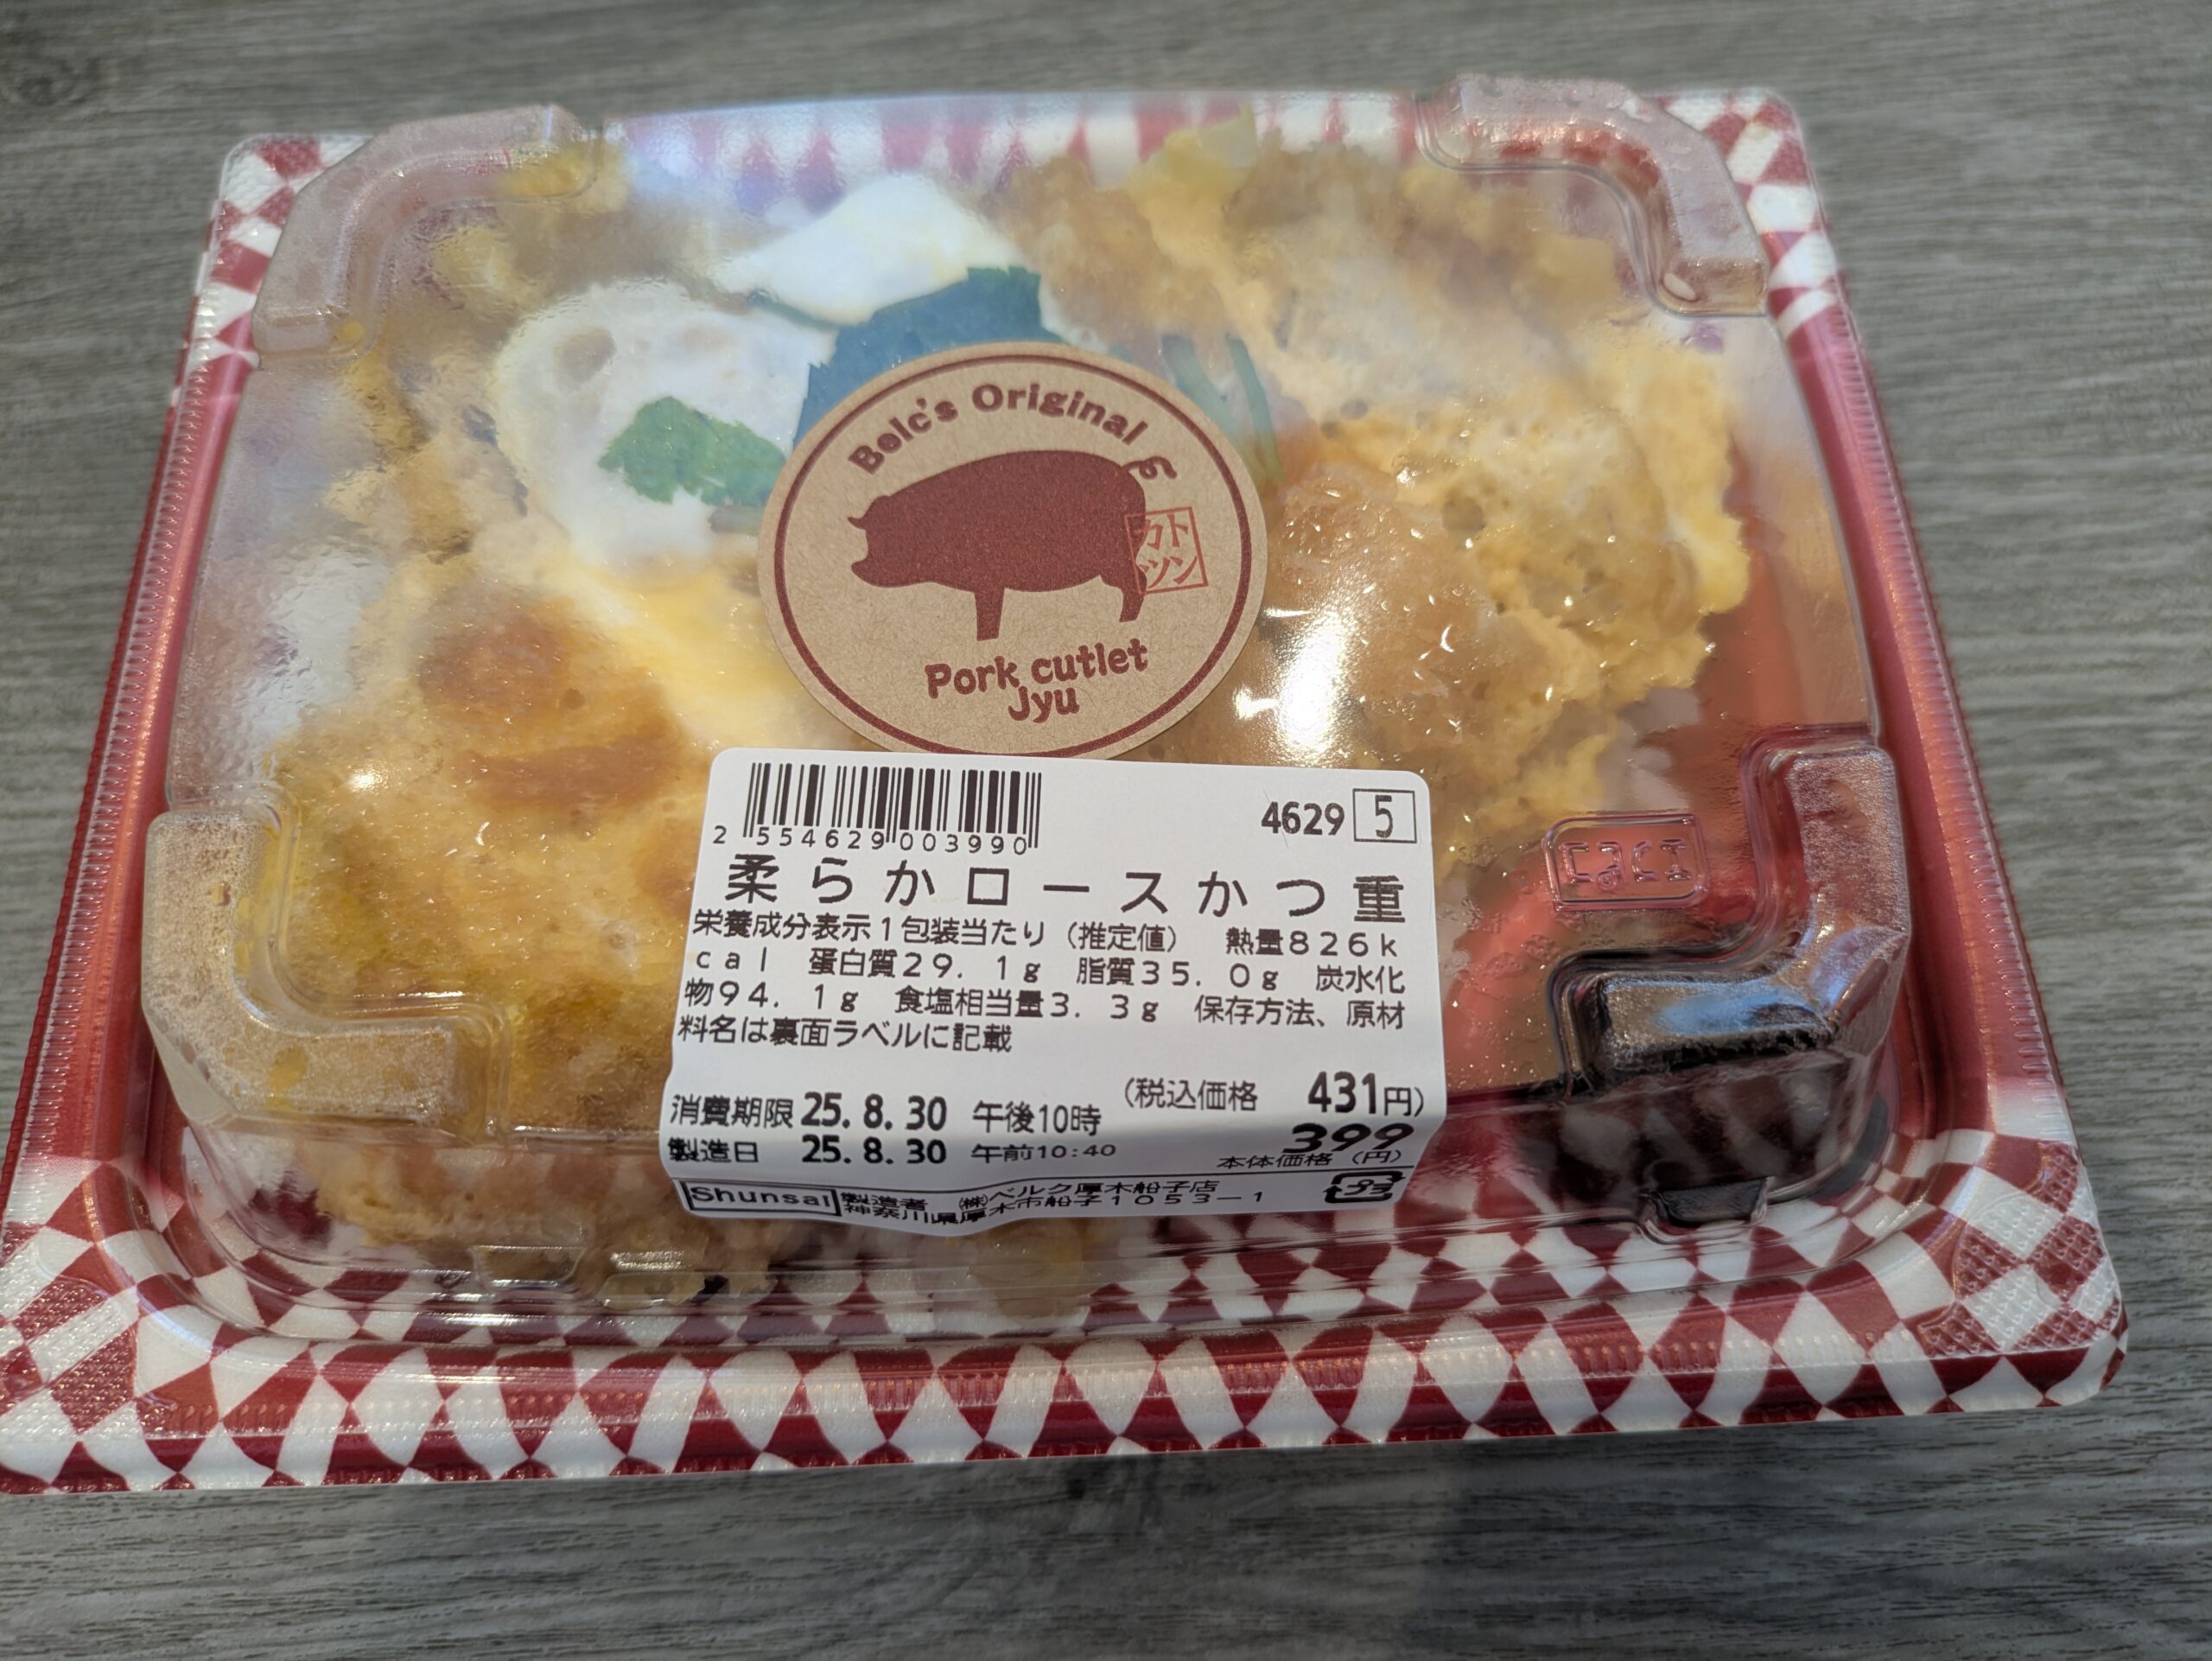 Belc's Original
カト
ツン
Pork cutlet
Jyu
2 554629 003990
4629 5
柔らかロースかつ重
栄養成分表示1包装当たり（推定値） 熱量826k
cal 蛋白質29.1g 脂質35.0g 炭水化
物94.1g 食塩相当量3.3g 保存方法、原材
料名は裏面ラベルに記載
（税込価格 431円）
消費期限 25.8.30 午後10時
399
製造日 25.8.30 午前10:40
本体価格（円）
Shunsai 製造者 ㈱ベルク厚木船子店
神奈川県厚木市船子1053－1
プラ